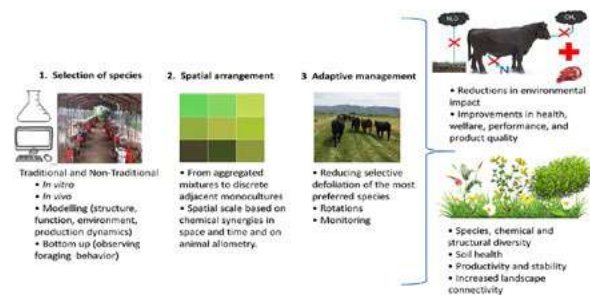 1. Selection of species
Traditional and Non-Traditional
• In vitro
• In vivo
• Modelling (structure,
function, environment,
production dynamics)
• Bottom up (observing
foraging behavior)
2. Spatial arrangement
• From aggregated
mixtures to discrete
adjacent monocultures
• Spatial scale based on
chemical synergies in
space and time and on
animal allometry.
3 Adaptive management
• Reducing selective
defoliation of the most
preferred species
• Rotations
• Monitoring
N₂O
CH₄
N
• Reductions in environmental
impact
• Improvements in health,
welfare, performance, and
product quality
• Species, chemical and
structural diversity
• Soil health
• Productivity and stability
• Increased landscape
connectivity